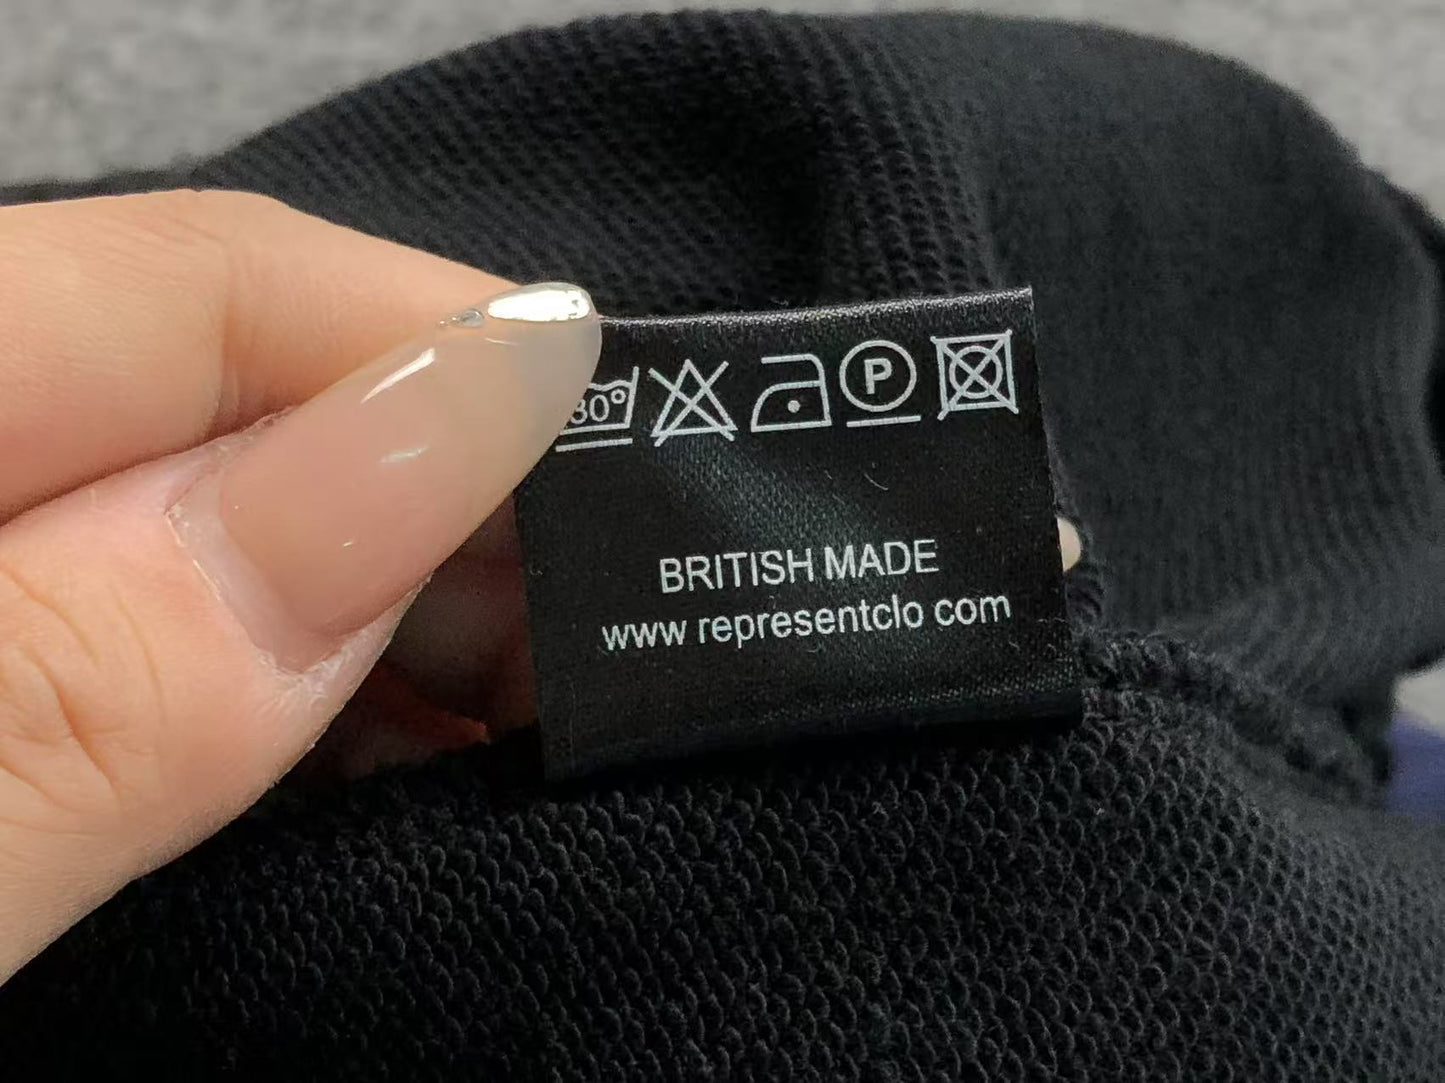 30°
P
BRITISH MADE
www representclo com